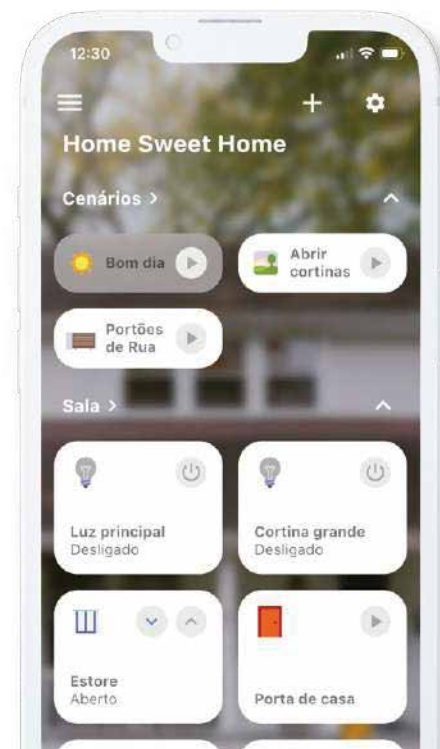 12:30
Home Sweet Home
Cenários >
Bom dia
Abrir
cortinas
Portões
de Rua
Sala >
Luz principal
Desligado
Cortina grande
Desligado
Estore
Aberto
Porta de casa